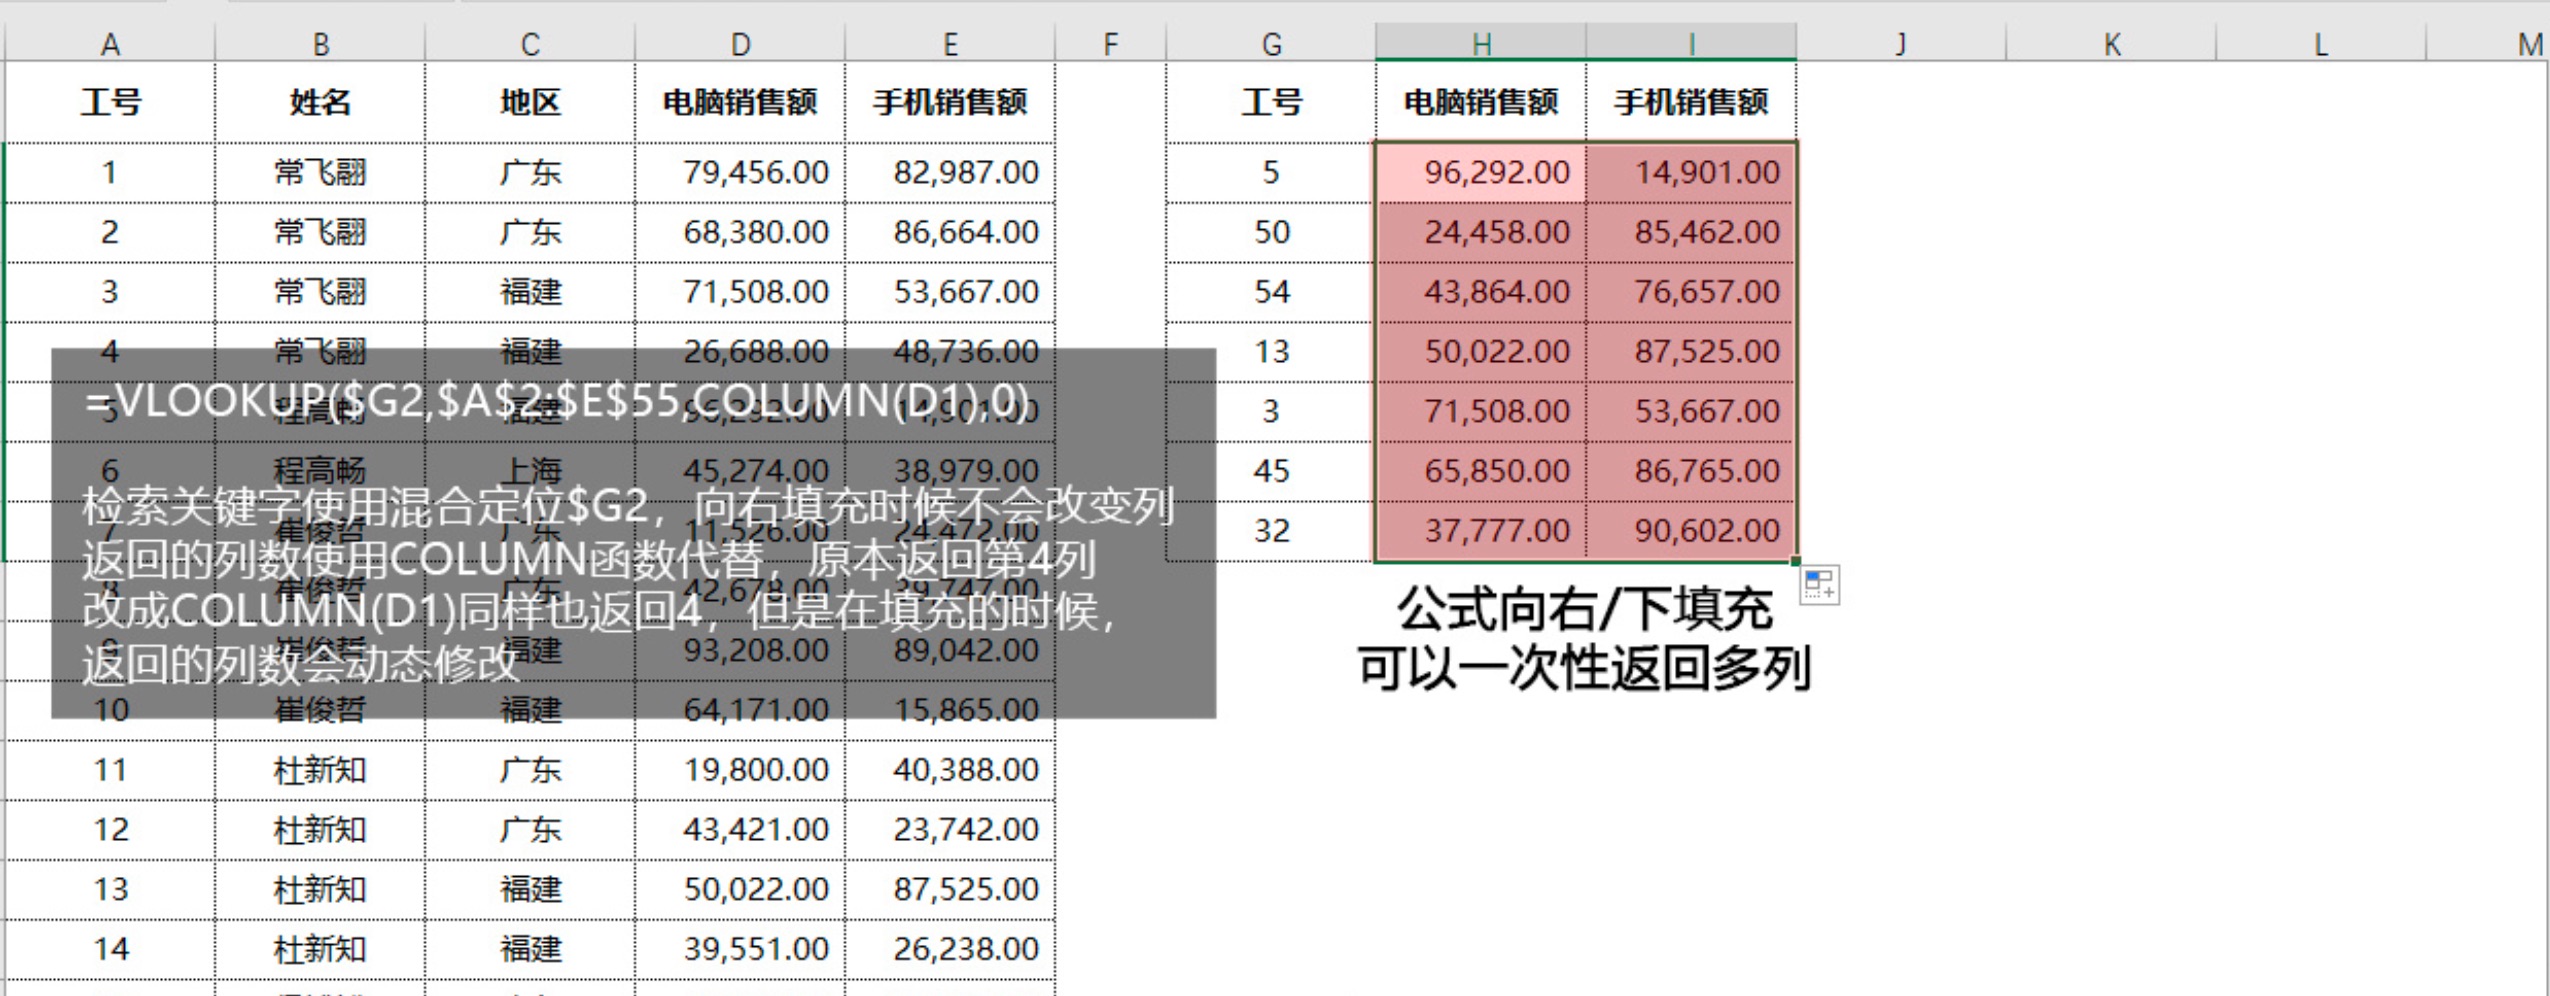 A B C D E F G H I J K L M
工号 姓名 地区 电脑销售额 手机销售额 工号 电脑销售额 手机销售额
1 常飞翮 广东 79,456.00 82,987.00 5 96,292.00 14,901.00
2 常飞翮 广东 68,380.00 86,664.00 50 24,458.00 85,462.00
3 常飞翮 福建 71,508.00 53,667.00 54 43,864.00 76,657.00
4 常飞翮 福建 26,688.00 48,736.00 13 50,022.00 87,525.00
5 程高畅 福建 96,292.00 14,901.00 3 71,508.00 53,667.00
6 程高畅 上海 45,274.00 38,979.00 45 65,850.00 86,765.00
7 崔俊哲 广东 11,526.00 24,472.00 32 37,777.00 90,602.00
8 崔俊哲 广东
9 崔俊哲 福建 93,208.00 89,042.00
10 崔俊哲 福建 64,171.00 15,865.00
11 杜新知 广东 19,800.00 40,388.00
12 杜新知 广东 43,421.00 23,742.00
13 杜新知 福建 50,022.00 87,525.00
14 杜新知 福建 39,551.00 26,238.00
=VLOOKUP($G2,$A$2:$E$55,COLUMN(D1),0)
检索关键字使用混合定位$G2，向右填充时候不会改变列
返回的列数使用COLUMN函数代替，原本返回第4列
改成COLUMN(D1)同样也返回4，但是在填充的时候，
返回的列数会动态修改
公式向右/下填充
可以一次性返回多列